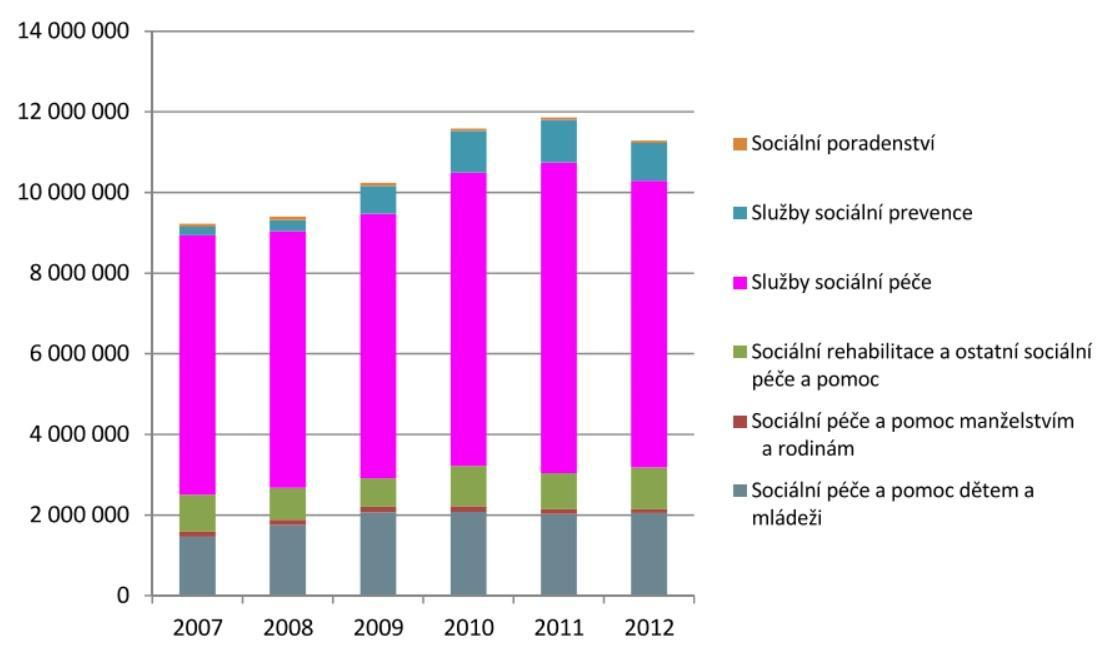 14 000 000
12 000 000
10 000 000
8 000 000
6 000 000
4 000 000
2 000 000
0
2007 2008 2009 2010 2011 2012
Sociální poradenství
Služby sociální prevence
Služby sociální péče
Sociální rehabilitace a ostatní sociální
péče a pomoc
Sociální péče a pomoc manželstvím
a rodinám
Sociální péče a pomoc dětem a
mládeži